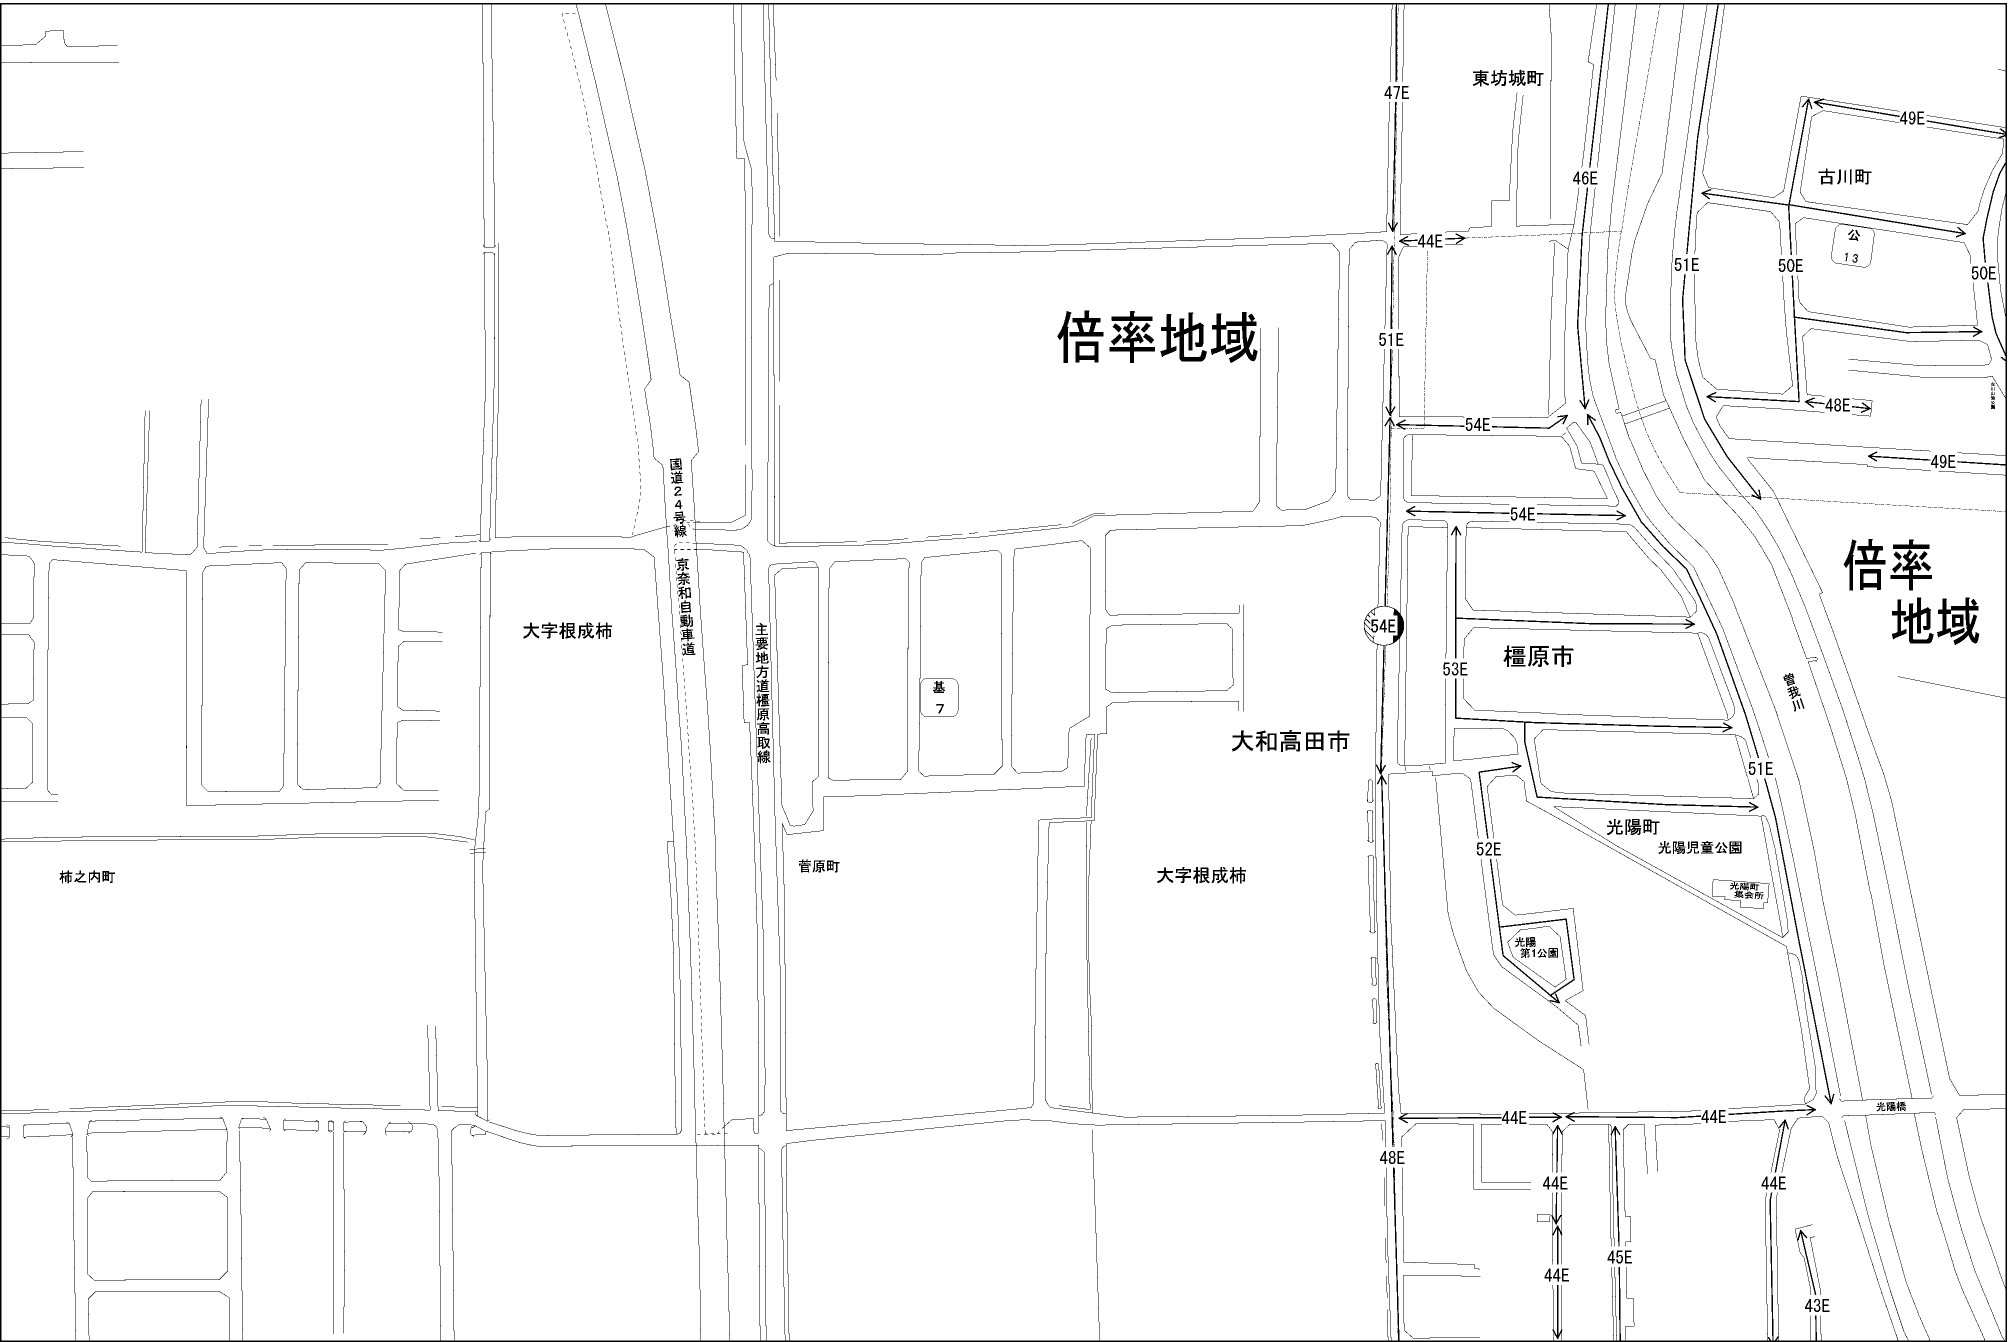 東坊城町
47E
49E
古川町
46E
公
13
44E
51E
50E
50E
倍率地域
51E
48E
54E
49E
国道24号線
54E
倍率
地域
京奈和自動車道
大字根成柿
主要地方道橿原高取線
54E
橿原市
53E
基
7
曽我川
大和高田市
51E
光陽町
光陽児童公園
52E
菅原町
柿之内町
大字根成柿
光陽町
集会所
光陽
第1公園
光陽橋
44E
44E
48E
44E
44E
45E
44E
43E